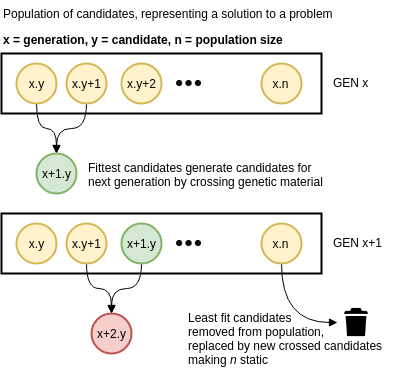 Population of candidates, representing a solution to a problem
x = generation, y = candidate, n = population size
x.y x.y+1 x.y+2 ●●● x.n GEN x
x+1.y
Fittest candidates generate candidates for
next generation by crossing genetic material
x.y x.y+1 x+1.y ●●● x.n GEN x+1
x+2.y
Least fit candidates
removed from population,
replaced by new crossed candidates
making n static